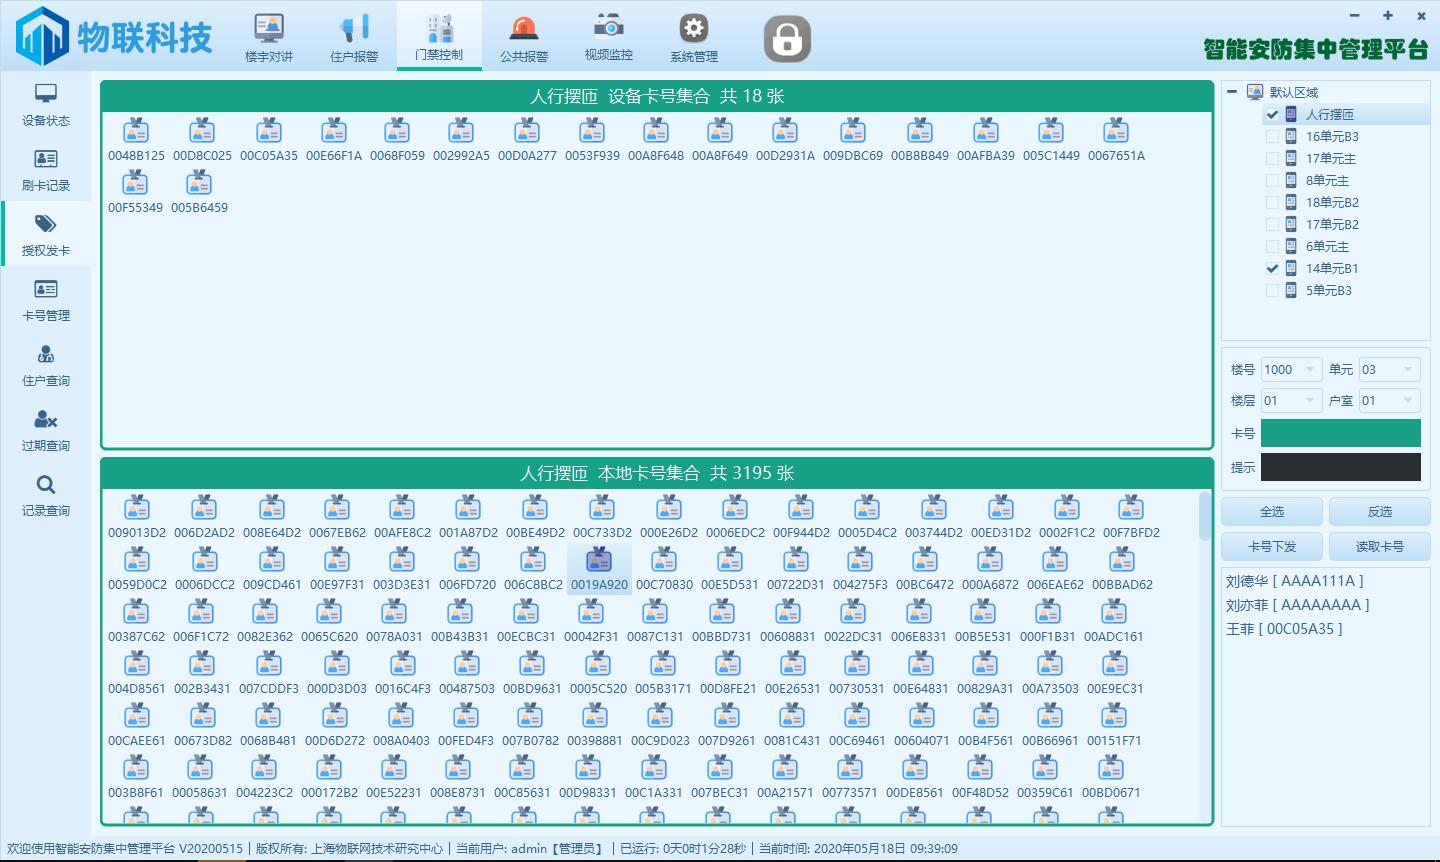 物联科技
楼宇对讲 住户报警 门禁控制 公共报警 视频监控 系统管理
智能安防集中管理平台
设备状态
刷卡记录
授权发卡
卡号管理
住户查询
过期查询
记录查询
人行摆匝 设备卡号集合 共 18 张
0048B125 00D8C025 00C05A35 00E66F1A 0068F059 002992A5 00D0A277 0053F939 00A8F648 00A8F649 00D2931A 009DBC69 00B8B849 00AFBA39 005C1449 0067651A
00F55349 005B6459
人行摆匝 本地卡号集合 共 3195 张
009013D2 006D2AD2 008E64D2 0067EB62 00AFE8C2 001A87D2 00BE49D2 00C733D2 000E26D2 0006EDC2 00F944D2 0005D4C2 003744D2 00ED31D2 0002F1C2 00F7BFD2
0059D0C2 0006DCC2 009CD461 00E97F31 003D3E31 006FD720 006C8BC2 0019A920 00C70830 00E5D531 00722D31 004275F3 00BC6472 000A6872 006EAE62 00BBAD62
00387C62 006F1C72 0082E362 0065C620 0078A031 00B43B31 00ECBC31 00042F31 0087C131 00BBD731 00608831 0022DC31 006E8331 00B5E531 000F1B31 00ADC161
004D8561 002B3431 007CDDF3 000D3D03 0016C4F3 00487503 00BD9631 0005C520 005B3171 00D8FE21 00E26531 00730531 00E64831 00829A31 00A73503 00E9EC31
00CAEE61 00673D82 0068B481 00D6D272 008A0403 00FED4F3 007B0782 00398881 00C9D023 007D9261 0081C431 00C69461 00604071 00B4F561 00B66961 00151F71
003B8F61 00058631 004223C2 000172B2 00E52231 008E8731 00C85631 00D98331 00C1A331 007BEC31 00A21571 00773571 00DE8561 00F48D52 00359C61 00BD0671
默认区域
人行摆匝
16单元B3
17单元主
8单元主
18单元B2
17单元B2
6单元主
14单元B1
5单元B3
楼号 1000 单元 03
楼层 01 户室 01
卡号
提示
全选 反选
卡号下发 读取卡号
刘德华 [ AAAA111A ]
刘亦菲 [ AAAAAAAA ]
王菲 [ 00C05A35 ]
欢迎使用智能安防集中管理平台 V20200515 | 版权所有: 上海物联网技术研究中心 | 当前用户: admin【管理员】 | 已运行: 0天0时1分28秒 | 当前时间: 2020年05月18日 09:39:09